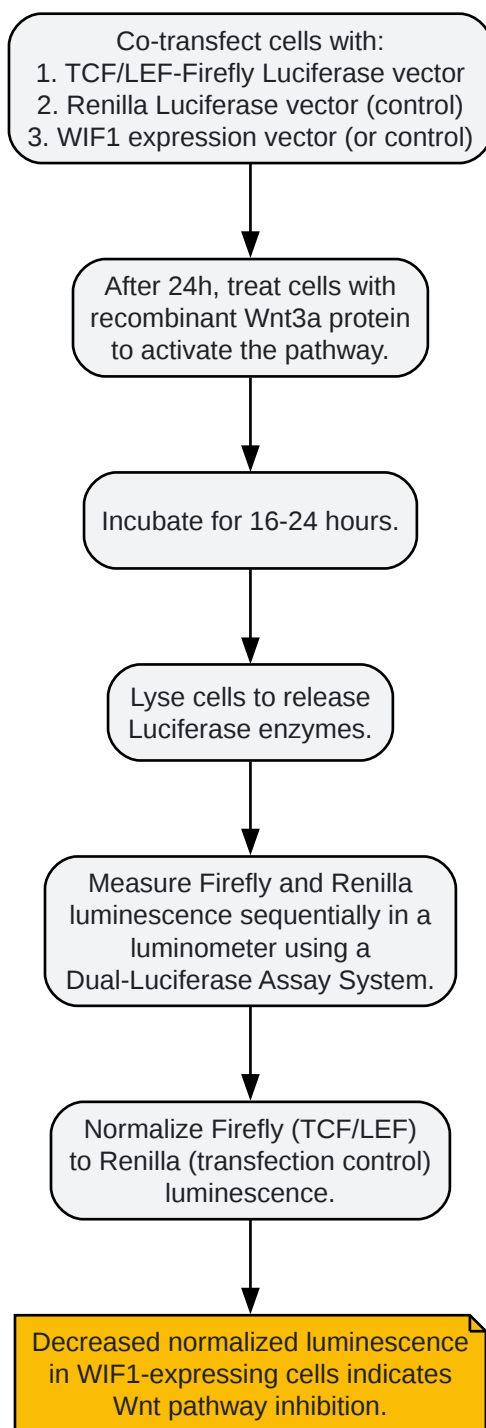 Co-transfect cells with:
1. TCF/LEF-Firefly Luciferase vector
2. Renilla Luciferase vector (control)
3. WIF1 expression vector (or control)
After 24h, treat cells with
recombinant Wnt3a protein
to activate the pathway.
Incubate for 16-24 hours.
Lyse cells to release
Luciferase enzymes.
Measure Firefly and Renilla
luminescence sequentially in a
luminometer using a
Dual-Luciferase Assay System.
Normalize Firefly (TCF/LEF)
to Renilla (transfection control)
luminescence.
Decreased normalized luminescence
in WIF1-expressing cells indicates
Wnt pathway inhibition.